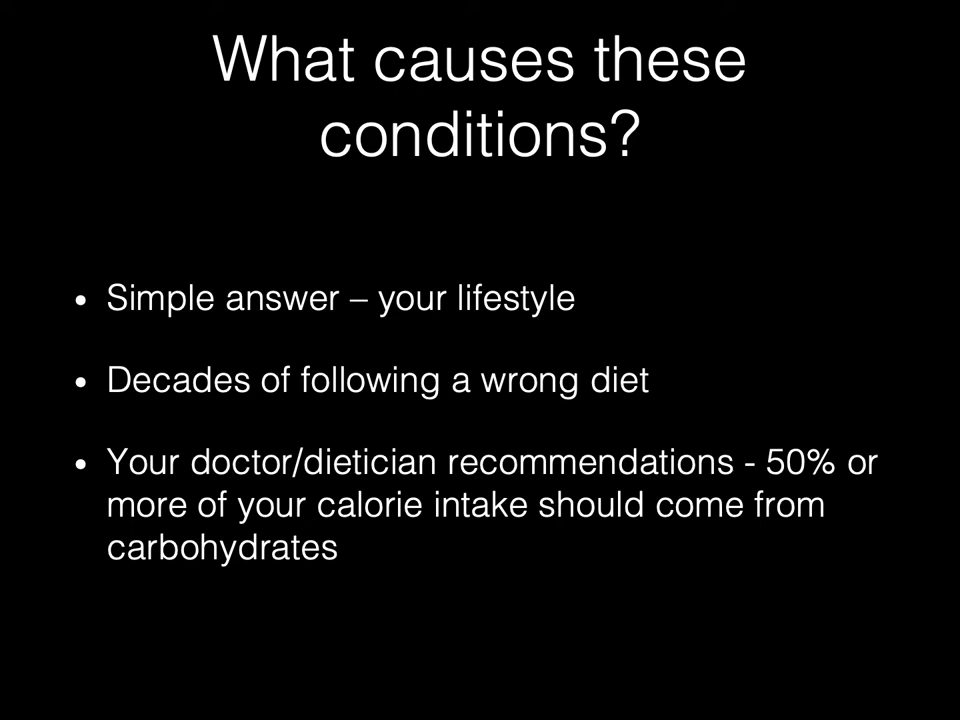 What causes these
conditions?
• Simple answer – your lifestyle
• Decades of following a wrong diet
• Your doctor/dietician recommendations - 50% or
more of your calorie intake should come from
carbohydrates